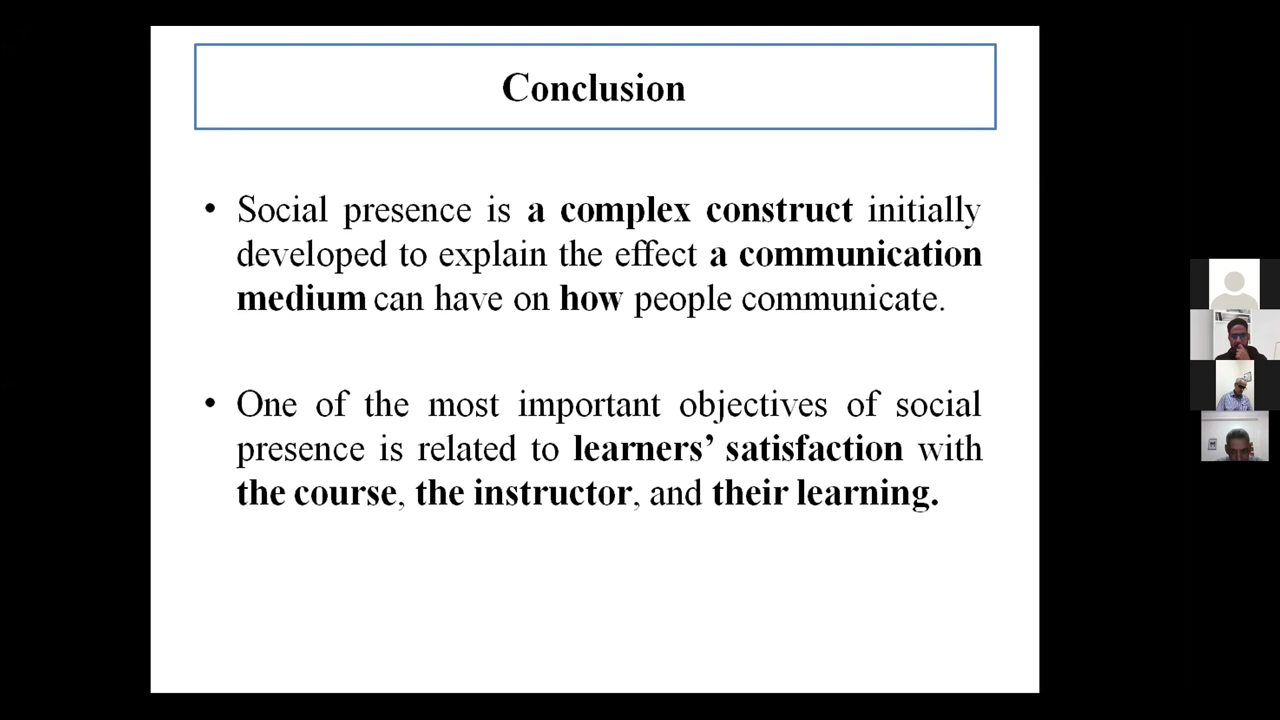 Conclusion
• Social presence is a complex construct initially
developed to explain the effect a communication
medium can have on how people communicate.
• One of the most important objectives of social
presence is related to learners’ satisfaction with
the course, the instructor, and their learning.